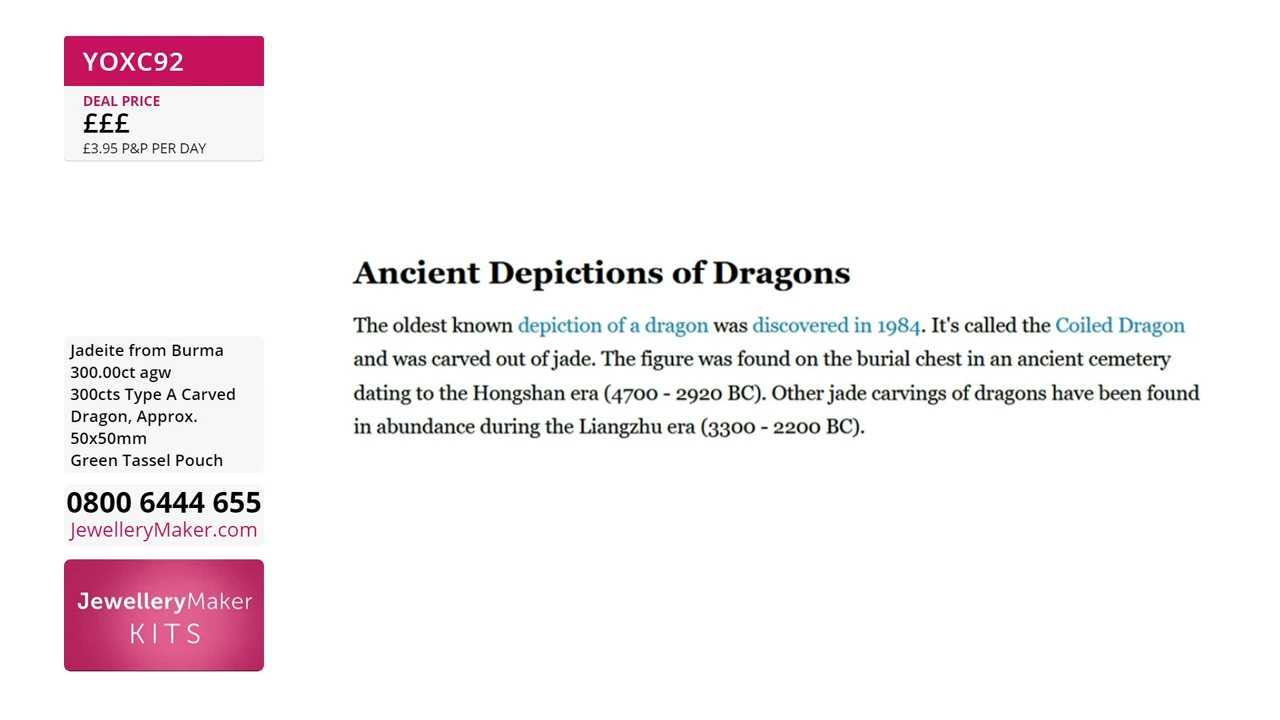 YOXC92
DEAL PRICE
£££
£3.95 P&P PER DAY
Ancient Depictions of Dragons
The oldest known depiction of a dragon was discovered in 1984. It's called the Coiled Dragon
and was carved out of jade. The figure was found on the burial chest in an ancient cemetery
dating to the Hongshan era (4700 - 2920 BC). Other jade carvings of dragons have been found
in abundance during the Liangzhu era (3300 - 2200 BC).
Jadeite from Burma
300.00ct agw
300cts Type A Carved
Dragon, Approx.
50x50mm
Green Tassel Pouch
0800 6444 655
JewelleryMaker.com
JewelleryMaker
KITS